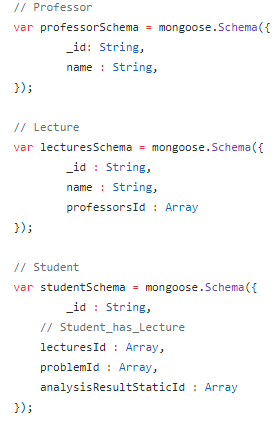 // Professor
var professorSchema = mongoose.Schema({
_id: String,
name : String,
});
// Lecture
var lecturesSchema = mongoose.Schema({
_id : String,
name : String,
professorsId : Array
});
// Student
var studentSchema = mongoose.Schema({
_id : String,
// Student_has_Lecture
lecturesId : Array,
problemId : Array,
analysisResultStaticId : Array
});